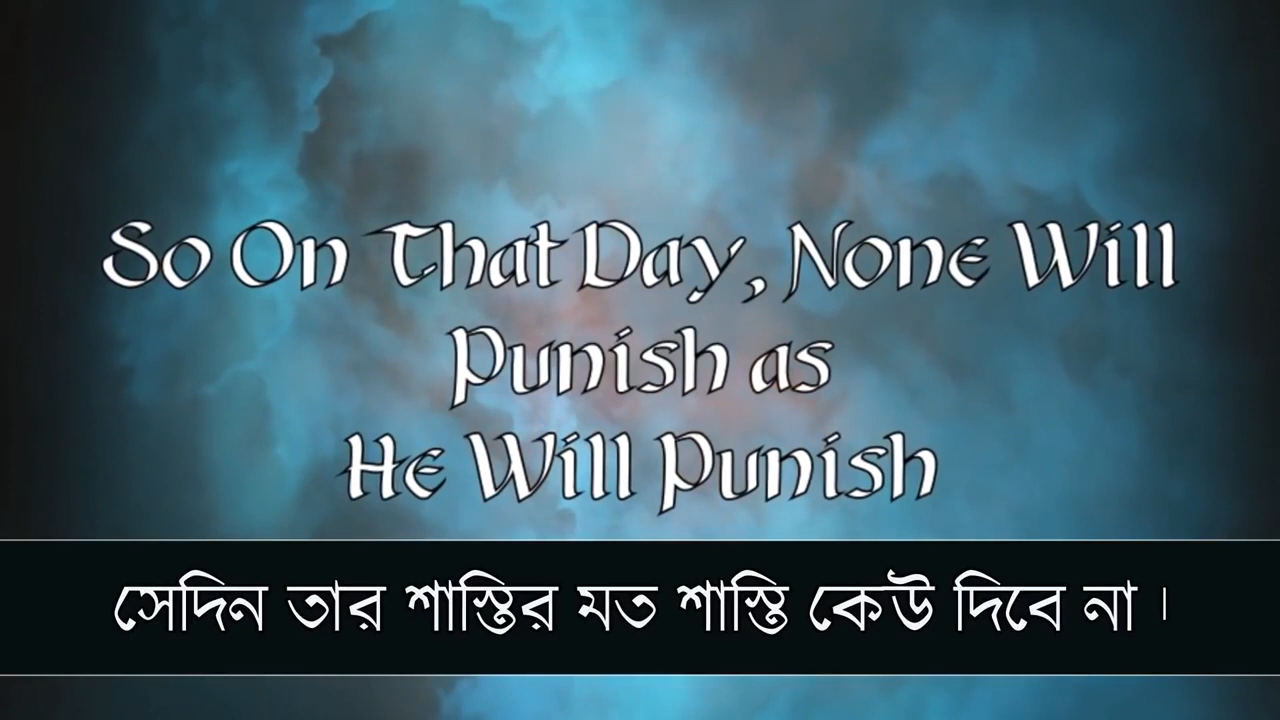 So On That Day, None Will
Punish as
He Will Punish
সেদিন তার শাস্তির মত শাস্তি কেউ দিবে না।